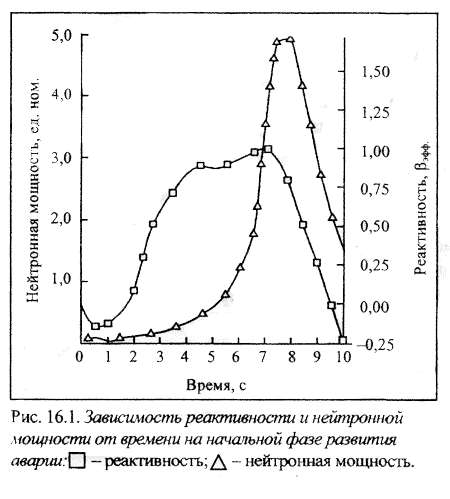 5,0
4,0
3,0
2,0
1,0
Нейтронная мощность, ед. ном.
1,50
1,25
1,00
0,75
0,50
0,25
0,00
–0,25
Реактивность, βэфф.
0 1 2 3 4 5 6 7 8 9 10
Время, с
Рис. 16.1. Зависимость реактивности и нейтронной
мощности от времени на начальной фазе развития
аварии: □ – реактивность; △ – нейтронная мощность.